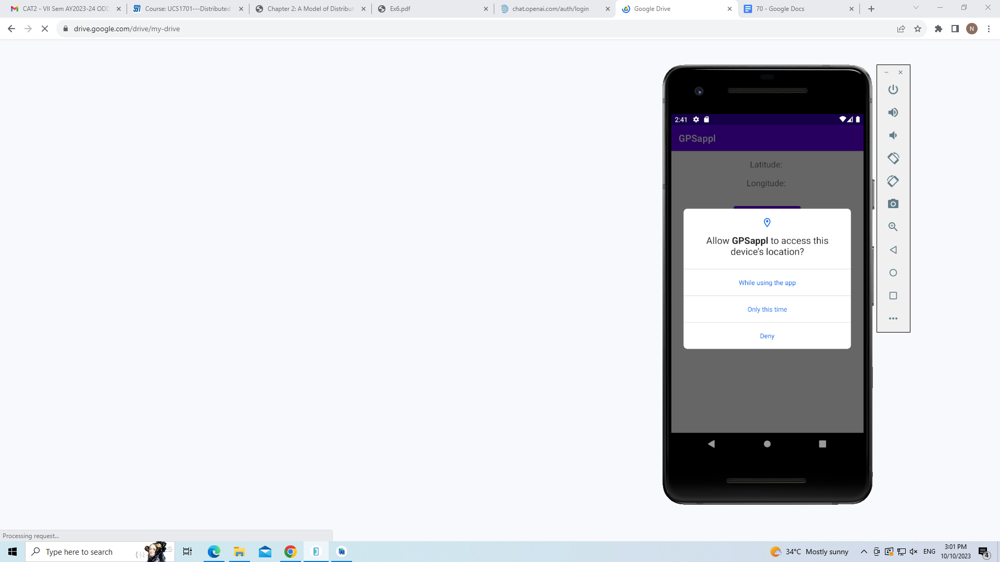 CAT2 - VII Sem AY2023-24 ODD
Course: UCS1701---Distributed
Chapter 2: A Model of Distribut
Ex6.pdf
chat.openai.com/auth/login
Google Drive
70 - Google Docs
drive.google.com/drive/my-drive
N
2:41
GPSappl
Latitude:
Longitude:
Allow GPSappl to access this
device's location?
While using the app
Only this time
Deny
Processing request...
Type here to search
34°C Mostly sunny
ENG
3:01 PM
10/10/2023
4